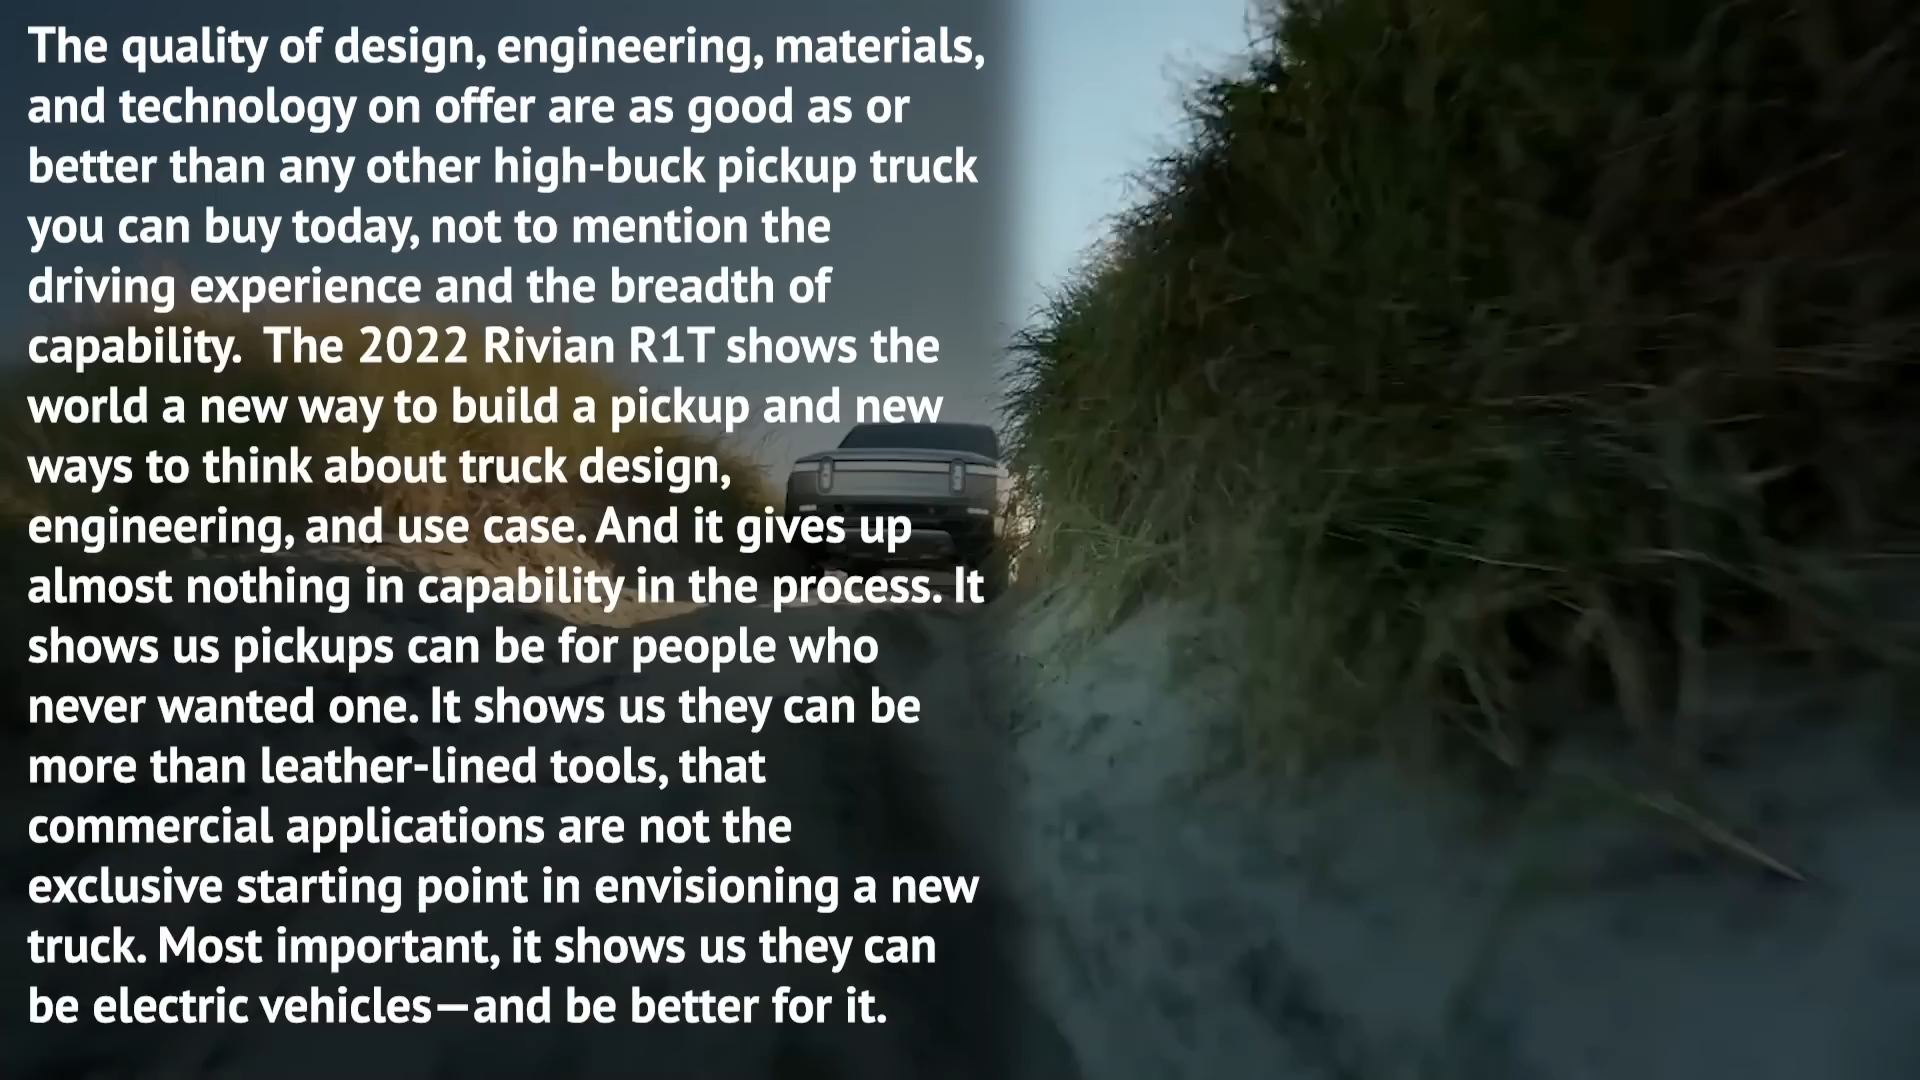 The quality of design, engineering, materials,
and technology on offer are as good as or
better than any other high-buck pickup truck
you can buy today, not to mention the
driving experience and the breadth of
capability.  The 2022 Rivian R1T shows the
world a new way to build a pickup and new
ways to think about truck design,
engineering, and use case. And it gives up
almost nothing in capability in the process. It
shows us pickups can be for people who
never wanted one. It shows us they can be
more than leather-lined tools, that
commercial applications are not the
exclusive starting point in envisioning a new
truck. Most important, it shows us they can
be electric vehicles—and be better for it.